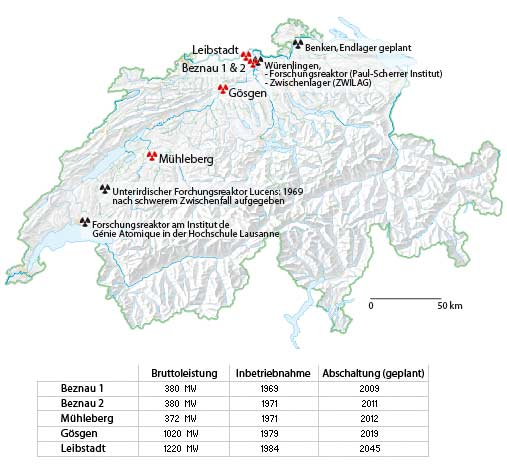 Leibstadt
Benken, Endlager geplant
Beznau 1 & 2
Würenlingen,
- Forschungsreaktor (Paul-Scherrer Institut)
- Zwischenlager (ZWILAG)
Gösgen
Mühleberg
Unterirdischer Forchungsreaktor Lucens: 1969
nach schwerem Zwischenfall aufgegeben
Forschungsreaktor am Institut de
Génie Atomique in der Hochschule Lausanne
0 50 km
Bruttoleistung Inbetriebnahme Abschaltung (geplant)
Beznau 1 380 MW 1969 2009
Beznau 2 380 MW 1971 2011
Mühleberg 372 MW 1971 2012
Gösgen 1020 MW 1979 2019
Leibstadt 1220 MW 1984 2045